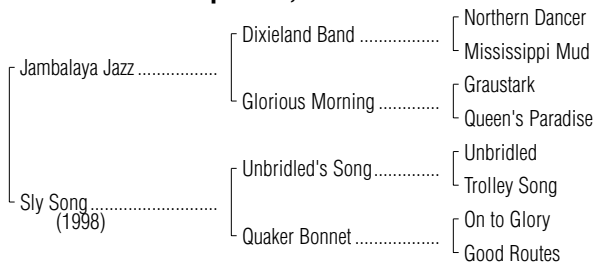 Northern Dancer
Dixieland Band ................
Mississippi Mud
Jambalaya Jazz ................
Graustark
Glorious Morning ............
Queen's Paradise
Unbridled
Unbridled's Song.............
Trolley Song
Sly Song.........................
(1998)
On to Glory
Quaker Bonnet .................
Good Routes